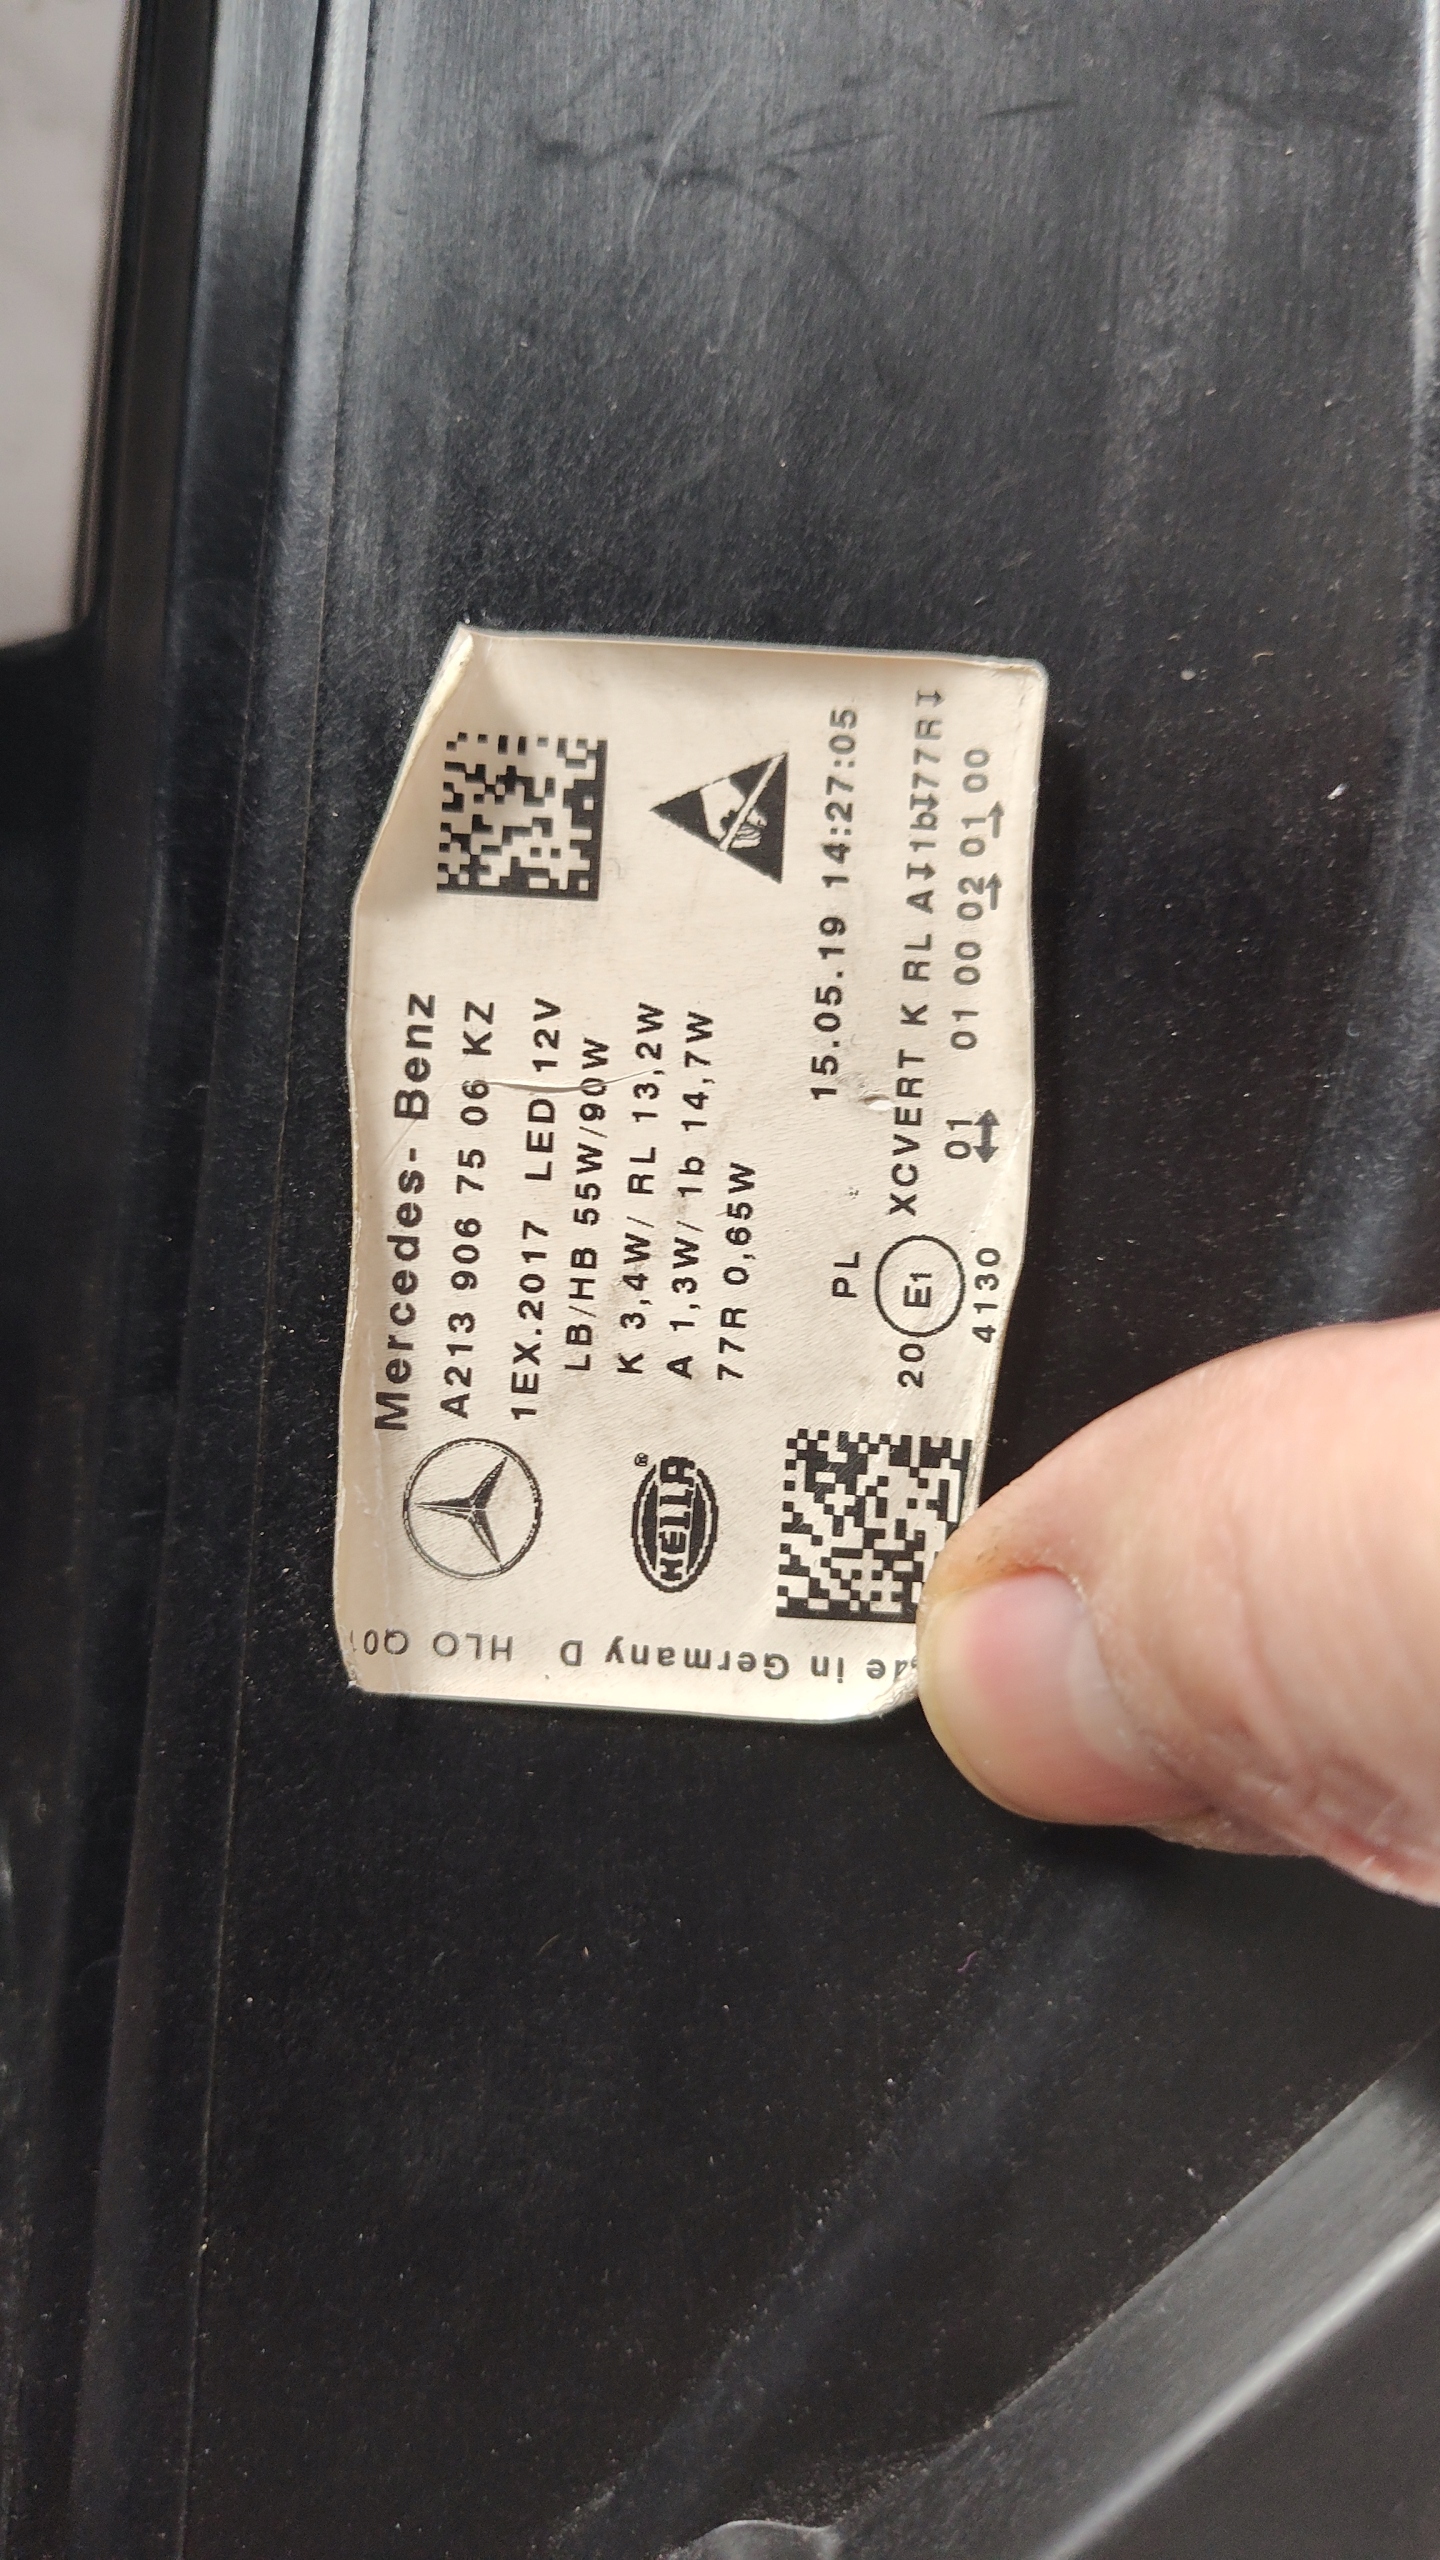 Mercedes-Benz
A213 906 75 06 KZ
1EX.2017 LED 12V
LB/HB 55W/90W
K 3,4W/ RL 13,2W
A 1,3W/ 1b 14,7W
77R 0,65W
HELLA®
PL 15.05.19 14:27:05
20 E1 XCVERT K RL A↧1b↧77R↧
01 01 00 02 01 00
↔ → →
4130
in Germany D HLO